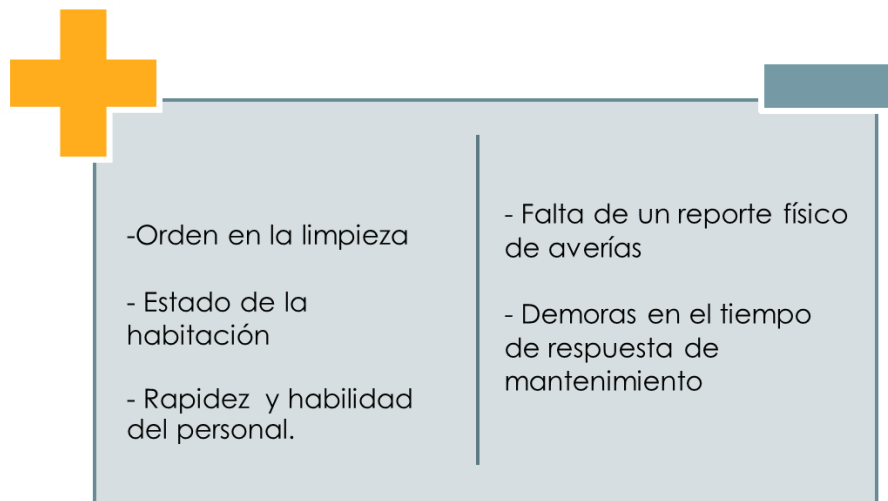 -Orden en la limpieza
- Estado de la
habitación
- Rapidez  y habilidad
del personal.
- Falta de un reporte físico
de averías
- Demoras en el tiempo
de respuesta de
mantenimiento